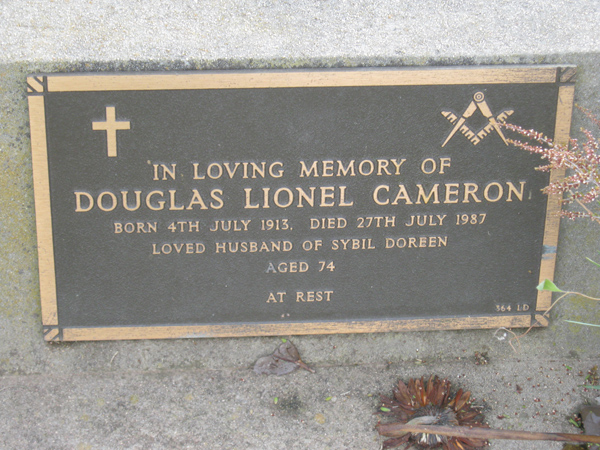 IN LOVING MEMORY OF
DOUGLAS LIONEL CAMERON
BORN 4TH JULY 1913, DIED 27TH JULY 1987
LOVED HUSBAND OF SYBIL DOREEN
AGED 74
AT REST
364 I-D